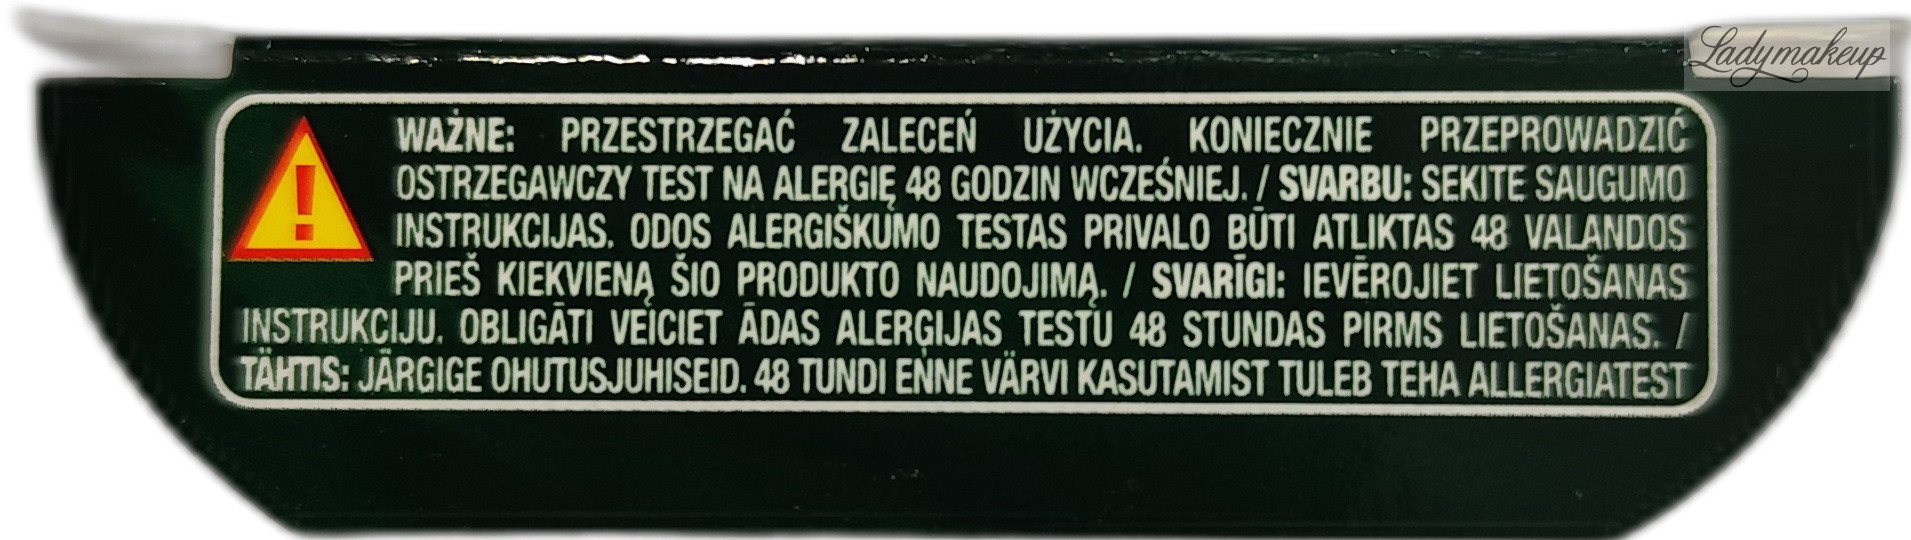 Ladymakeup
WAŻNE: PRZESTRZEGAĆ ZALECEŃ UŻYCIA. KONIECZNIE PRZEPROWADZIĆ
OSTRZEGAWCZY TEST NA ALERGIĘ 48 GODZIN WCZEŚNIEJ. / SVARBU: SEKITE SAUGUMO
INSTRUKCIJAS. ODOS ALERGIŠKUMO TESTAS PRIVALO BŪTI ATLIKTAS 48 VALANDOS
PRIEŠ KIEKVIENĄ ŠIO PRODUKTO NAUDOJIMĄ. / SVARĪGI: IEVĒROJIET LIETOŠANAS
INSTRUKCIJU. OBLIGĀTI VEICIET ĀDAS ALERĢIJAS TESTU 48 STUNDAS PIRMS LIETOŠANAS. /
TÄHTIS: JÄRGIGE OHUTUSJUHISEID. 48 TUNDI ENNE VÄRVI KASUTAMIST TULEB TEHA ALLERGIATEST